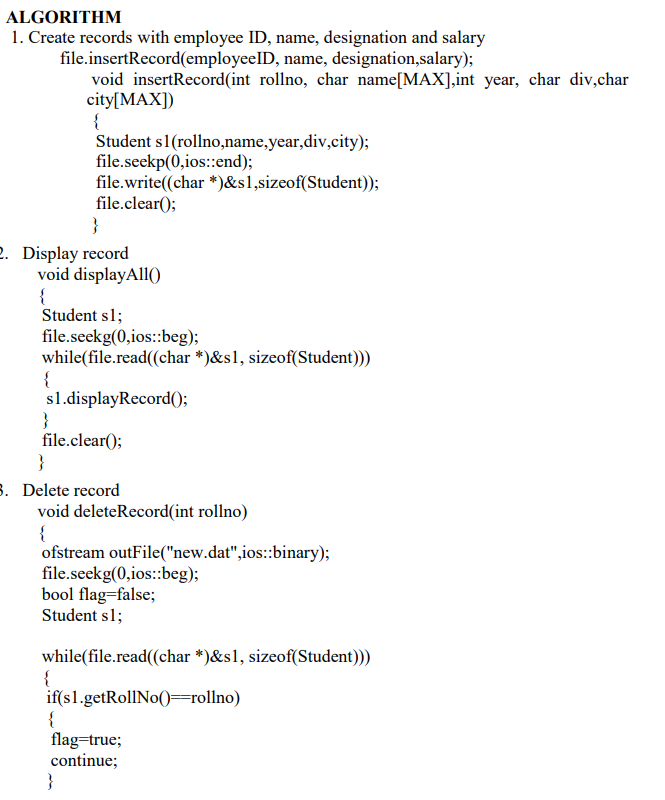 ALGORITHM
1. Create records with employee ID, name, designation and salary
file.insertRecord(employeeID, name, designation,salary);
void insertRecord(int rollno, char name[MAX],int year, char div,char
city[MAX])
{
Student s1(rollno,name,year,div,city);
file.seekp(0,ios::end);
file.write((char *)&s1,sizeof(Student));
file.clear();
}
2. Display record
void displayAll()
{
Student s1;
file.seekg(0,ios::beg);
while(file.read((char *)&s1, sizeof(Student)))
{
s1.displayRecord();
}
file.clear();
}
3. Delete record
void deleteRecord(int rollno)
{
ofstream outFile("new.dat",ios::binary);
file.seekg(0,ios::beg);
bool flag=false;
Student s1;
while(file.read((char *)&s1, sizeof(Student)))
{
if(s1.getRollNo()==rollno)
{
flag=true;
continue;
}